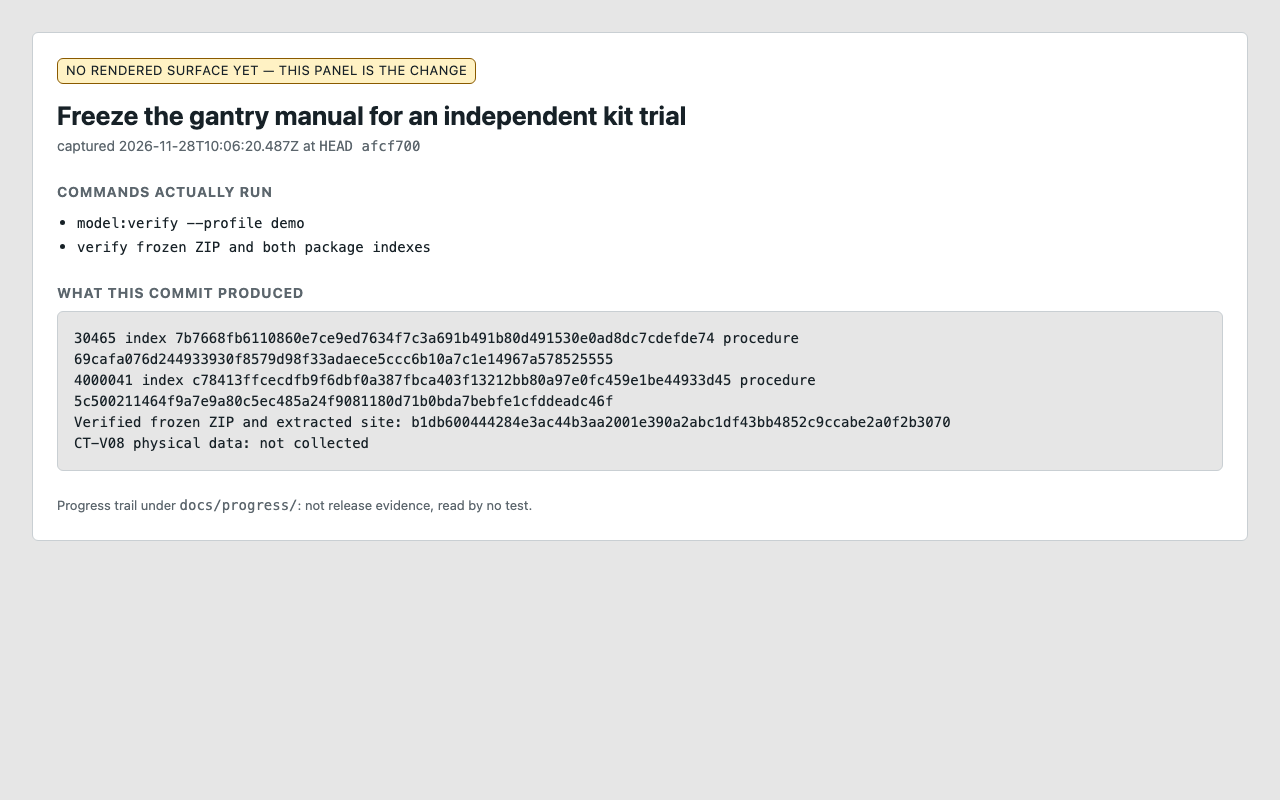 NO RENDERED SURFACE YET — THIS PANEL IS THE CHANGE
Freeze the gantry manual for an independent kit trial
captured 2026-11-28T10:06:20.487Z at HEAD afcf700
COMMANDS ACTUALLY RUN
• model:verify --profile demo
• verify frozen ZIP and both package indexes
WHAT THIS COMMIT PRODUCED
30465 index 7b7668fb6110860e7ce9ed7634f7c3a691b491b80d491530e0ad8dc7cdefde74 procedure
69cafa076d244933930f8579d98f33adaece5ccc6b10a7c1e14967a578525555
4000041 index c78413ffcecdfb9f6dbf0a387fbca403f13212bb80a97e0fc459e1be44933d45 procedure
5c500211464f9a7e9a80c5ec485a24f9081180d71b0bda7bebfe1cfddeadc46f
Verified frozen ZIP and extracted site: b1db600444284e3ac44b3aa2001e390a2abc1df43bb4852c9ccabe2a0f2b3070
CT-V08 physical data: not collected
Progress trail under docs/progress/: not release evidence, read by no test.